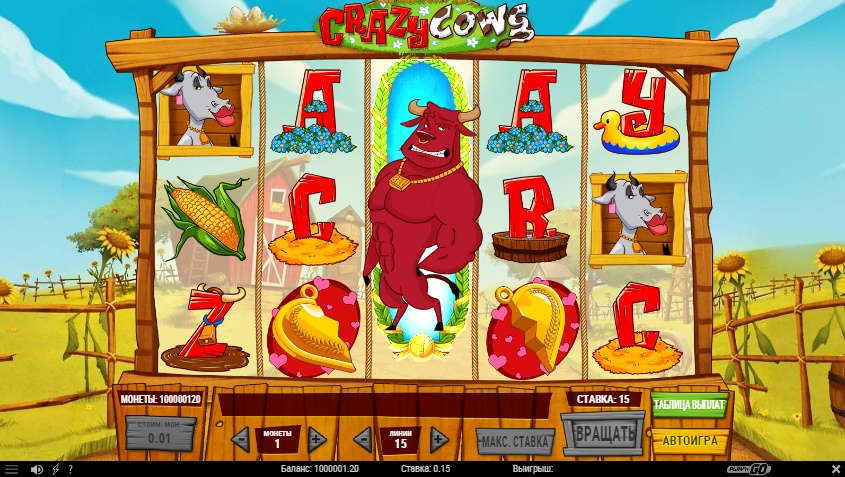 CRAZY COWS
A
A
Y
C
R
Z
C
МОНЕТЫ: 100000120
СТАВКА: 15
ТАБЛИЦА ВЫПЛАТ
СТОИМ. МОН.
0.01
МОНЕТЫ
1
ЛИНИИ
15
МАКС. СТАВКА
ВРАЩАТЬ
АВТОИГРА
?
Баланс: 1000001.20
Ставка: 0.15
Выигрыш:
PLAY'N GO